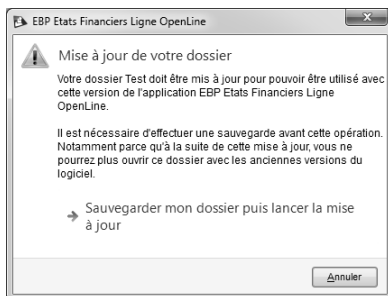 EBP Etats Financiers Ligne OpenLine
Mise à jour de votre dossier
Votre dossier Test doit être mis à jour pour pouvoir être utilisé avec
cette version de l'application EBP Etats Financiers Ligne
OpenLine.
Il est nécessaire d'effectuer une sauvegarde avant cette opération.
Notamment parce qu'à la suite de cette mise à jour, vous ne
pourrez plus ouvrir ce dossier avec les anciennes versions du
logiciel.
Sauvegarder mon dossier puis lancer la mise
à jour
Annuler